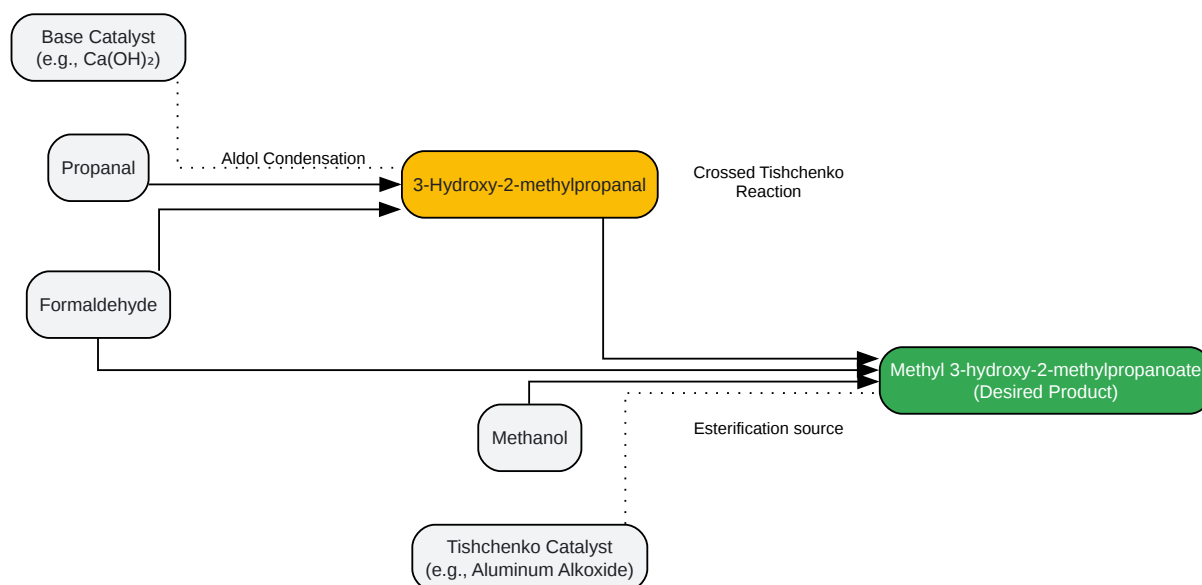 Base Catalyst
(e.g., Ca(OH)₂)
Propanal
Aldol Condensation
3-Hydroxy-2-methylpropanal
Crossed Tishchenko
Reaction
Formaldehyde
Methyl 3-hydroxy-2-methylpropanoate
(Desired Product)
Methanol
Esterification source
Tishchenko Catalyst
(e.g., Aluminum Alkoxide)